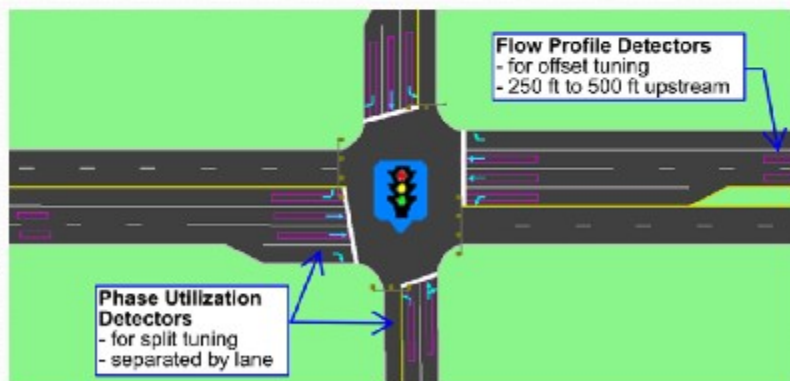 Flow Profile Detectors
- for offset tuning
- 250 ft to 500 ft upstream
Phase Utilization
Detectors
- for split tuning
- separated by lane